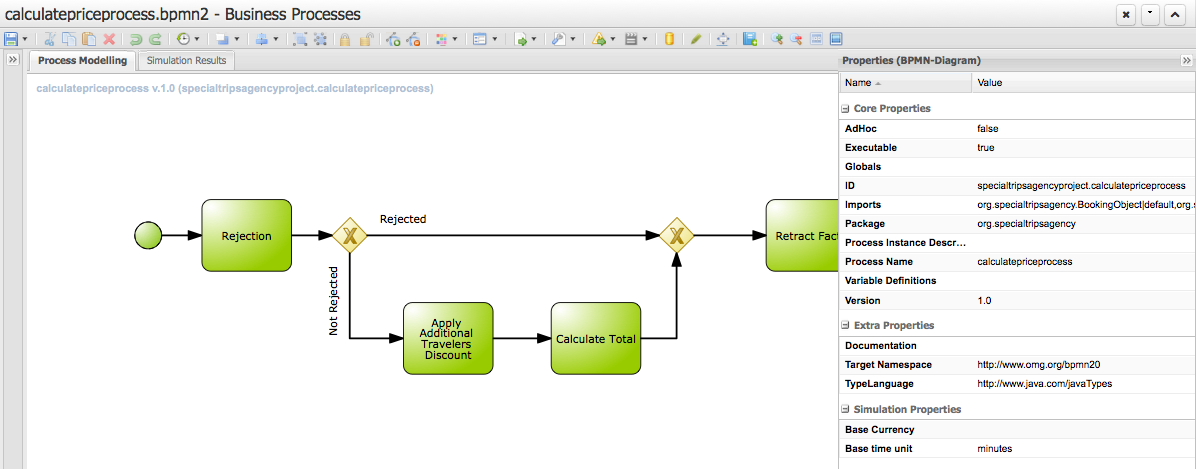 calculatepriceprocess.bpmn2 - Business Processes
Process Modelling
Simulation Results
Properties (BPMN-Diagram)
calculatepriceprocess v.1.0 (specialtripsagencyproject.calculatepriceprocess)
Name
Value
Core Properties
AdHoc false
Executable true
Globals
ID specialtripsagencyproject.calculatepriceprocess
Imports org.specialtripsagency.BookingObject|default,org.s
Package org.specialtripsagency
Process Instance Descr...
Process Name calculatepriceprocess
Variable Definitions
Version 1.0
Extra Properties
Documentation
Target Namespace http://www.omg.org/bpmn20
TypeLanguage http://www.java.com/javaTypes
Simulation Properties
Base Currency
Base time unit minutes
Rejection
X
Rejected
X
Retract Fact
Not Rejected
Apply
Additional
Travelers
Discount
Calculate Total